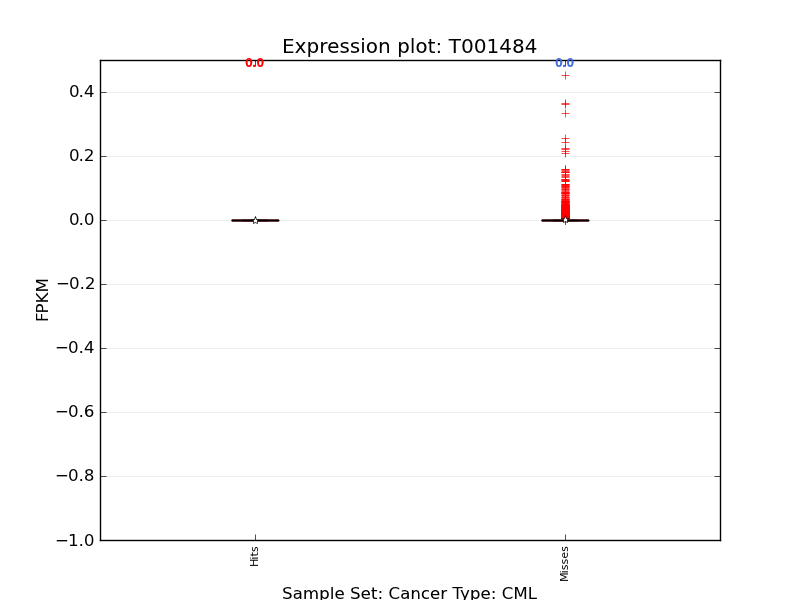 Expression plot: T001484
0.0 0.0
0.4
0.2
0.0
−0.2
−0.4
−0.6
−0.8
−1.0
FPKM
Hits Misses
Sample Set: Cancer Type: CML